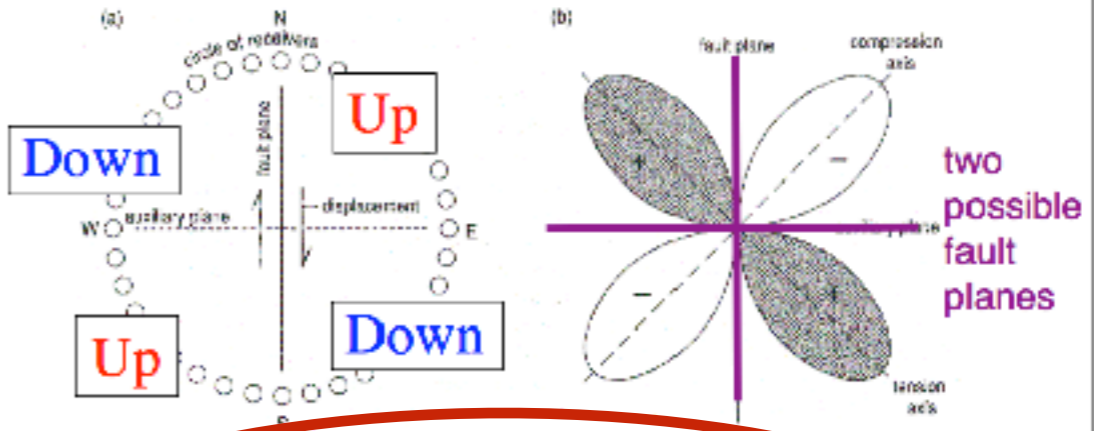 (a)
N
circle of receivers
Up
Down
fault plane
auxiliary plane
displacement
W
E
Up
Down
S
(b)
fault plane
compression
axis
+
−
two
possible
fault
planes
−
+
tension
axis